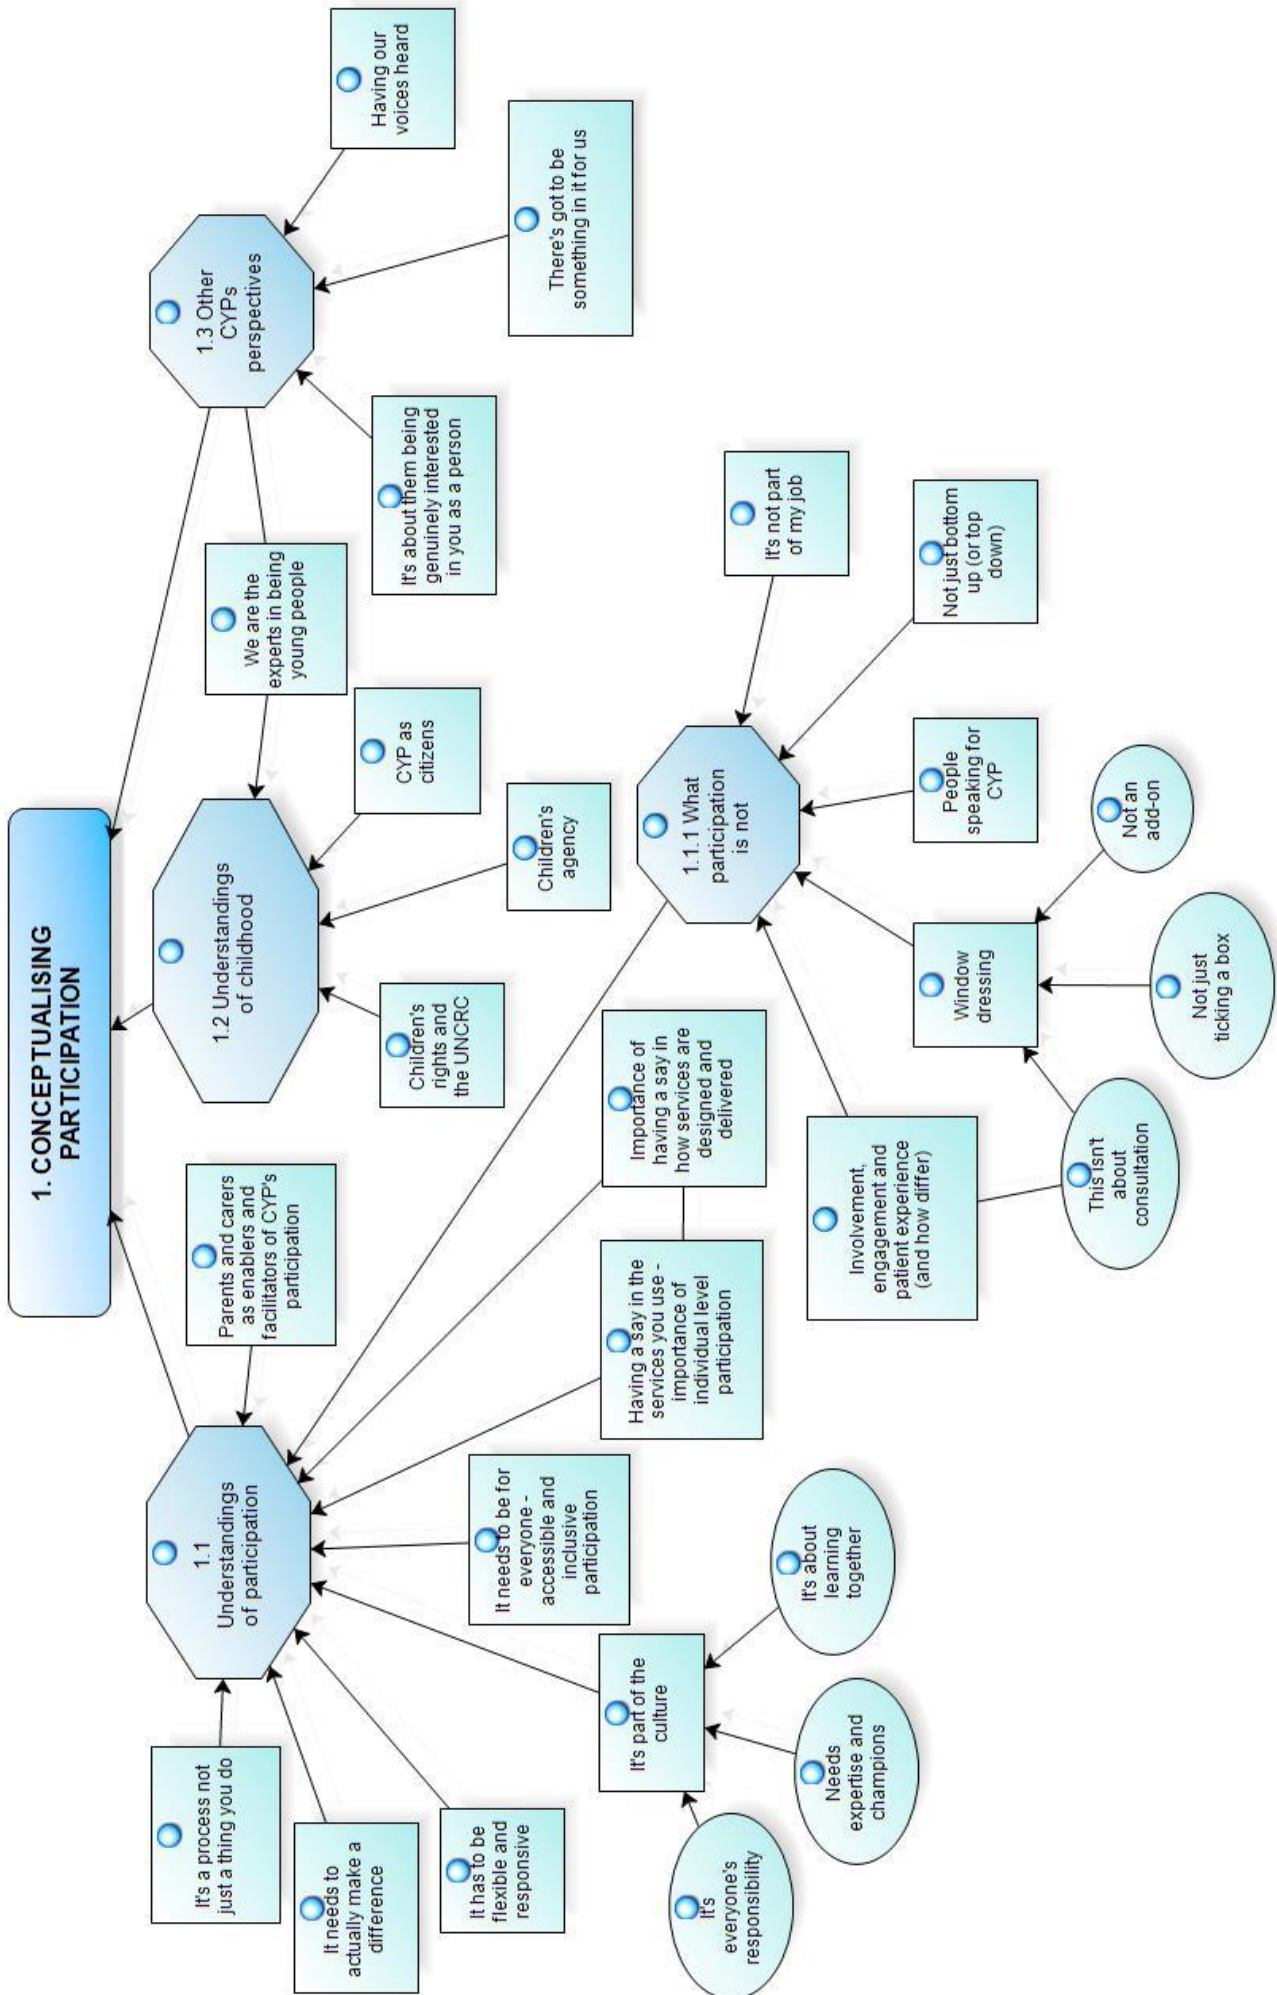 1. CONCEPTUALISING
PARTICIPATION
1.1
Understandings
of participation
Parents and carers
as enablers and
facilitators of CYP's
participation
1.2 Understandings
of childhood
We are the
experts in being
young people
1.3 Other
CYPs
perspectives
Having our
voices heard
It's a process not
just a thing you do
It needs to
actually make a
difference
It has to be
flexible and
responsive
It needs to be for
everyone -
accessible and
inclusive
participation
Children's
rights and
the UNCRC
Children's
agency
CYP as
citizens
It's about them being
genuinely interested
in you as a person
There's got to be
something in it for us
It's
everyone's
responsibility
It's part of the
culture
Needs
expertise and
champions
It's about
learning
together
Having a say in the
services you use -
importance of
individual level
participation
Importance of
having a say in
how services are
designed and
delivered
1.1.1 What
participation
is not
It's not part
of my job
Involvement,
engagement and
patient experience
(and how differ)
Window
dressing
People
speaking for
CYP
Not just bottom
up (or top
down)
This isn't
about
consultation
Not just
ticking a box
Not an
add-on